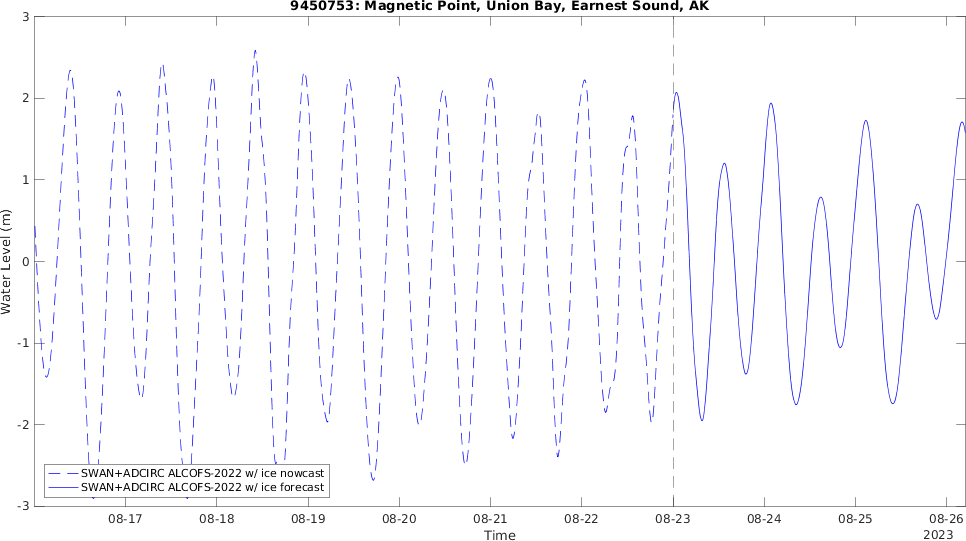 9450753: Magnetic Point, Union Bay, Earnest Sound, AK
3
2
1
0
-1
-2
-3
Water Level (m)
SWAN+ADCIRC ALCOFS-2022 w/ ice nowcast
SWAN+ADCIRC ALCOFS-2022 w/ ice forecast
08-17 08-18 08-19 08-20 08-21 08-22 08-23 08-24 08-25 08-26
Time 2023